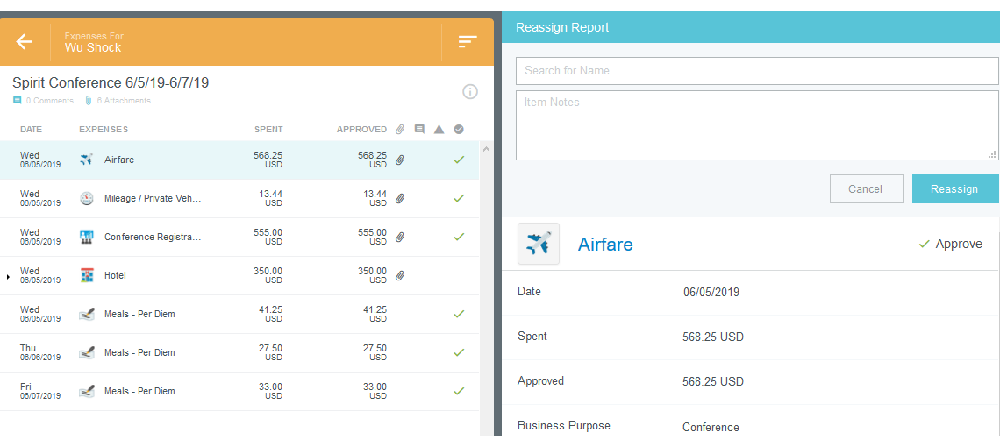 Expenses For
Wu Shock
Spirit Conference 6/5/19-6/7/19
0 Comments 6 Attachments
DATE EXPENSES SPENT APPROVED
Wed
06/05/2019 Airfare 568.25 USD 568.25 USD
Wed
06/05/2019 Mileage / Private Veh... 13.44 USD 13.44 USD
Wed
06/05/2019 Conference Registra... 555.00 USD 555.00 USD
Wed
06/05/2019 Hotel 350.00 USD 350.00 USD
Wed
06/05/2019 Meals - Per Diem 41.25 USD 41.25 USD
Thu
06/06/2019 Meals - Per Diem 27.50 USD 27.50 USD
Fri
06/07/2019 Meals - Per Diem 33.00 USD 33.00 USD
Reassign Report
Search for Name
Item Notes
Cancel Reassign
Airfare Approve
Date 06/05/2019
Spent 568.25 USD
Approved 568.25 USD
Business Purpose Conference